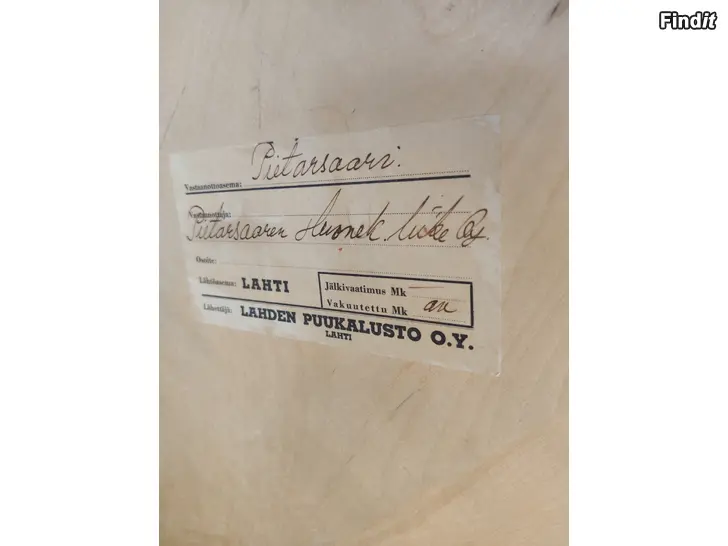 Findit
Vastaanottoasema: Pietarsaari.
Vastaanottaja:
Pietarsaaren Huonek. liike Oy.
Osoite:
Lähtöasema: LAHTI
Jälkivaatimus Mk —
Vakuutettu Mk
Lähettäjä: LAHDEN PUUKALUSTO O.Y.
LAHTI